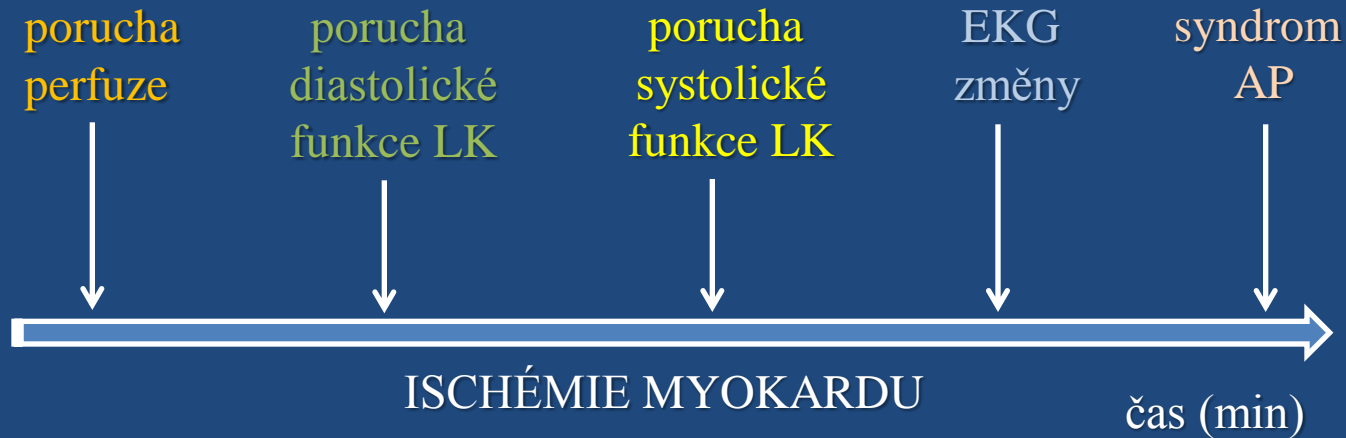 porucha
perfuze
porucha
diastolické
funkce LK
porucha
systolické
funkce LK
EKG
změny
syndrom
AP
ISCHÉMIE MYOKARDU
čas (min)